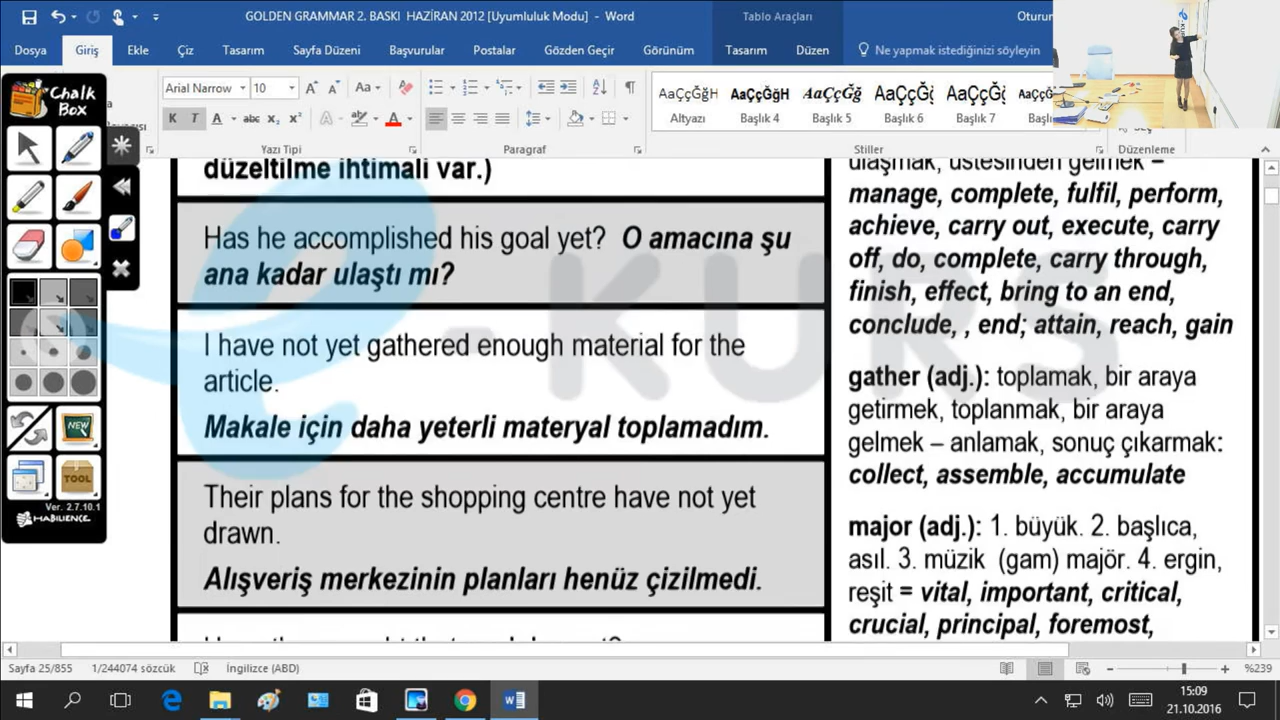 GOLDEN GRAMMAR 2. BASKI HAZİRAN 2012 [Uyumluluk Modu] - Word
Tablo Araçları
Oturum
Dosya Giriş Ekle Çiz Tasarım Sayfa Düzeni Başvurular Postalar Gözden Geçir Görünüm Tasarım Düzen Ne yapmak istediğinizi söyleyin
Chalk
Box
Arial Narrow 10
AaÇçĞğH AaÇçĞğH AaÇçĞğ AaÇçĞç AaÇçĞç AaÇçĞğH
Altyazı Başlık 4 Başlık 5 Başlık 6 Başlık 7
Yazı Tipi Paragraf Stiller Düzenleme
düzeltilme ihtimali var.)
Has he accomplished his goal yet? O amacına şu
ana kadar ulaştı mı?
I have not yet gathered enough material for the
article.
Makale için daha yeterli materyal toplamadım.
Their plans for the shopping centre have not yet
drawn.
Alışveriş merkezinin planları henüz çizilmedi.
ulaşmak, üstesinden gelmek –
manage, complete, fulfil, perform,
achieve, carry out, execute, carry
off, do, complete, carry through,
finish, effect, bring to an end,
conclude, , end; attain, reach, gain
gather (adj.): toplamak, bir araya
getirmek, toplanmak, bir araya
gelmek – anlamak, sonuç çıkarmak:
collect, assemble, accumulate
major (adj.): 1. büyük. 2. başlıca,
asıl. 3. müzik (gam) majör. 4. ergin,
reşit = vital, important, critical,
crucial, principal, foremost,
e-KURS
NEW
TOOL
Ver. 2.7.10.1
MABILIENCE
Sayfa 25/855 1/244074 sözcük İngilizce (ABD) %239
15:09
21.10.2016